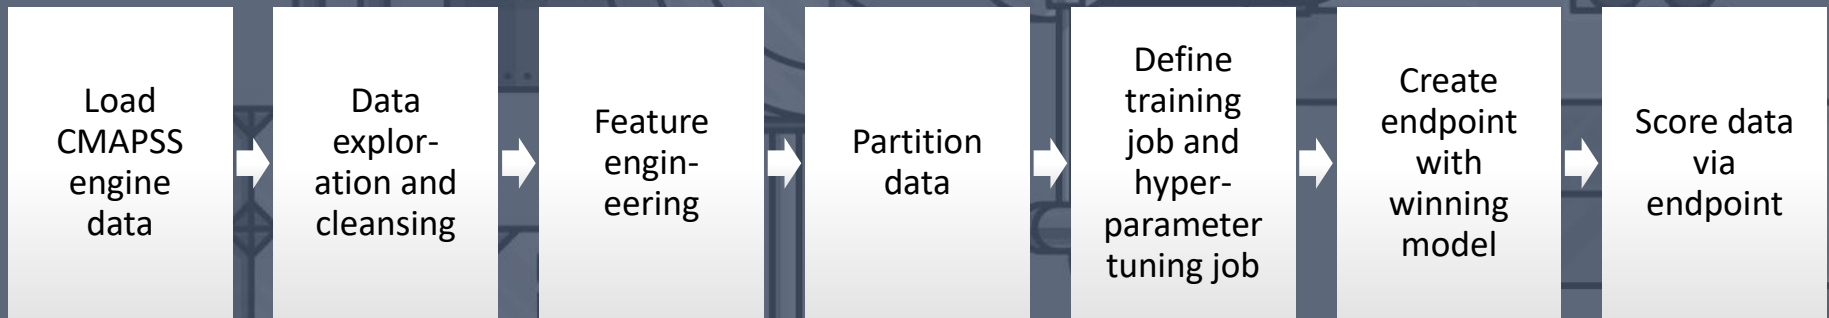 Load
CMAPSS
engine
data
Data
explor-
ation and
cleansing
Feature
engin-
eering
Partition
data
Define
training
job and
hyper-
parameter
tuning job
Create
endpoint
with
winning
model
Score data
via
endpoint